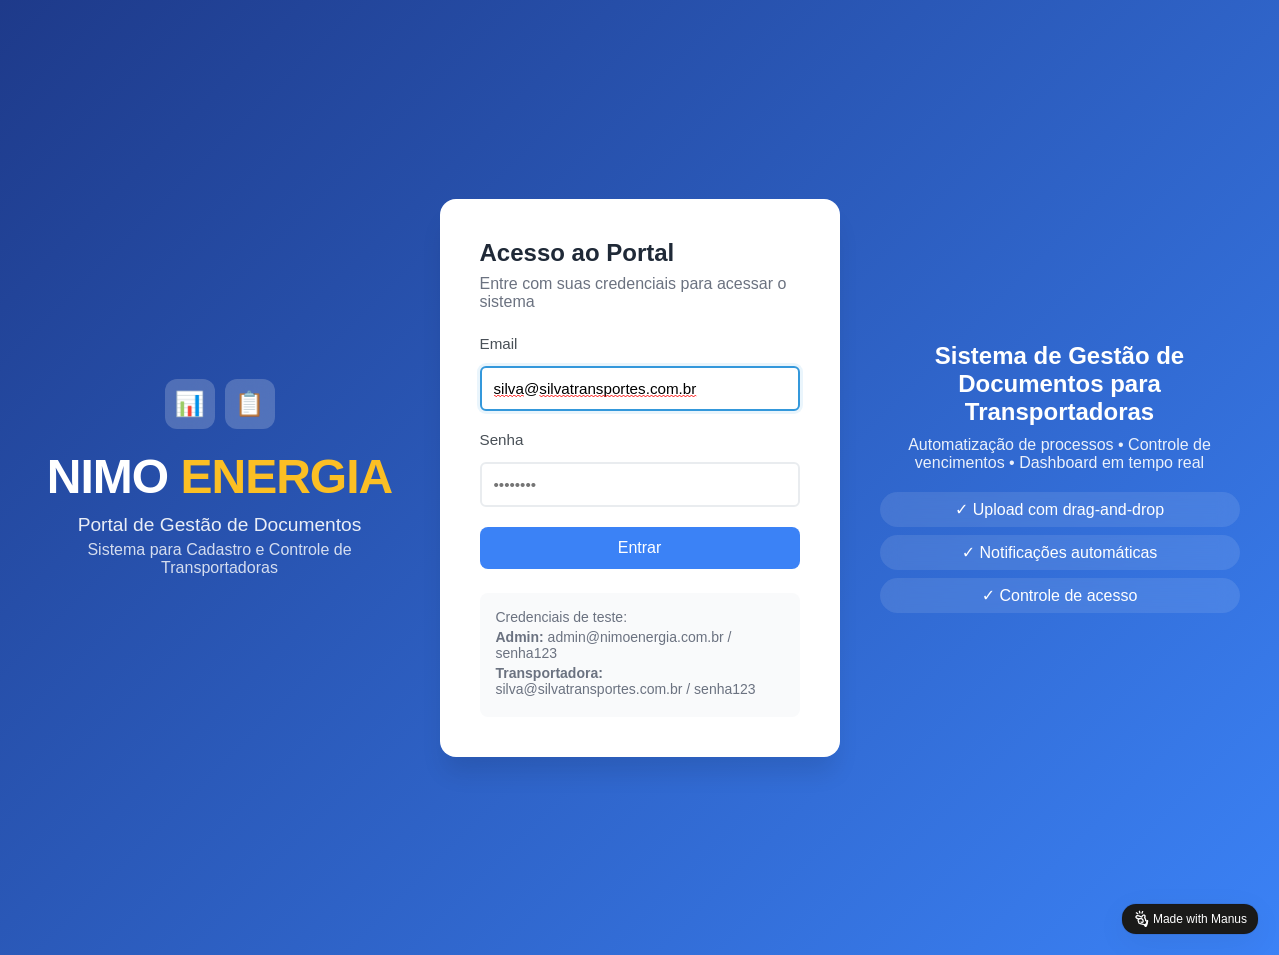 NIMO ENERGIA
Portal de Gestão de Documentos
Sistema para Cadastro e Controle de
Transportadoras
Acesso ao Portal
Entre com suas credenciais para acessar o
sistema
Email
silva@silvatransportes.com.br
Senha
••••••••
Entrar
Credenciais de teste:
Admin: admin@nimoenergia.com.br /
senha123
Transportadora:
silva@silvatransportes.com.br / senha123
Sistema de Gestão de
Documentos para
Transportadoras
Automatização de processos • Controle de
vencimentos • Dashboard em tempo real
✓ Upload com drag-and-drop
✓ Notificações automáticas
✓ Controle de acesso
Made with Manus